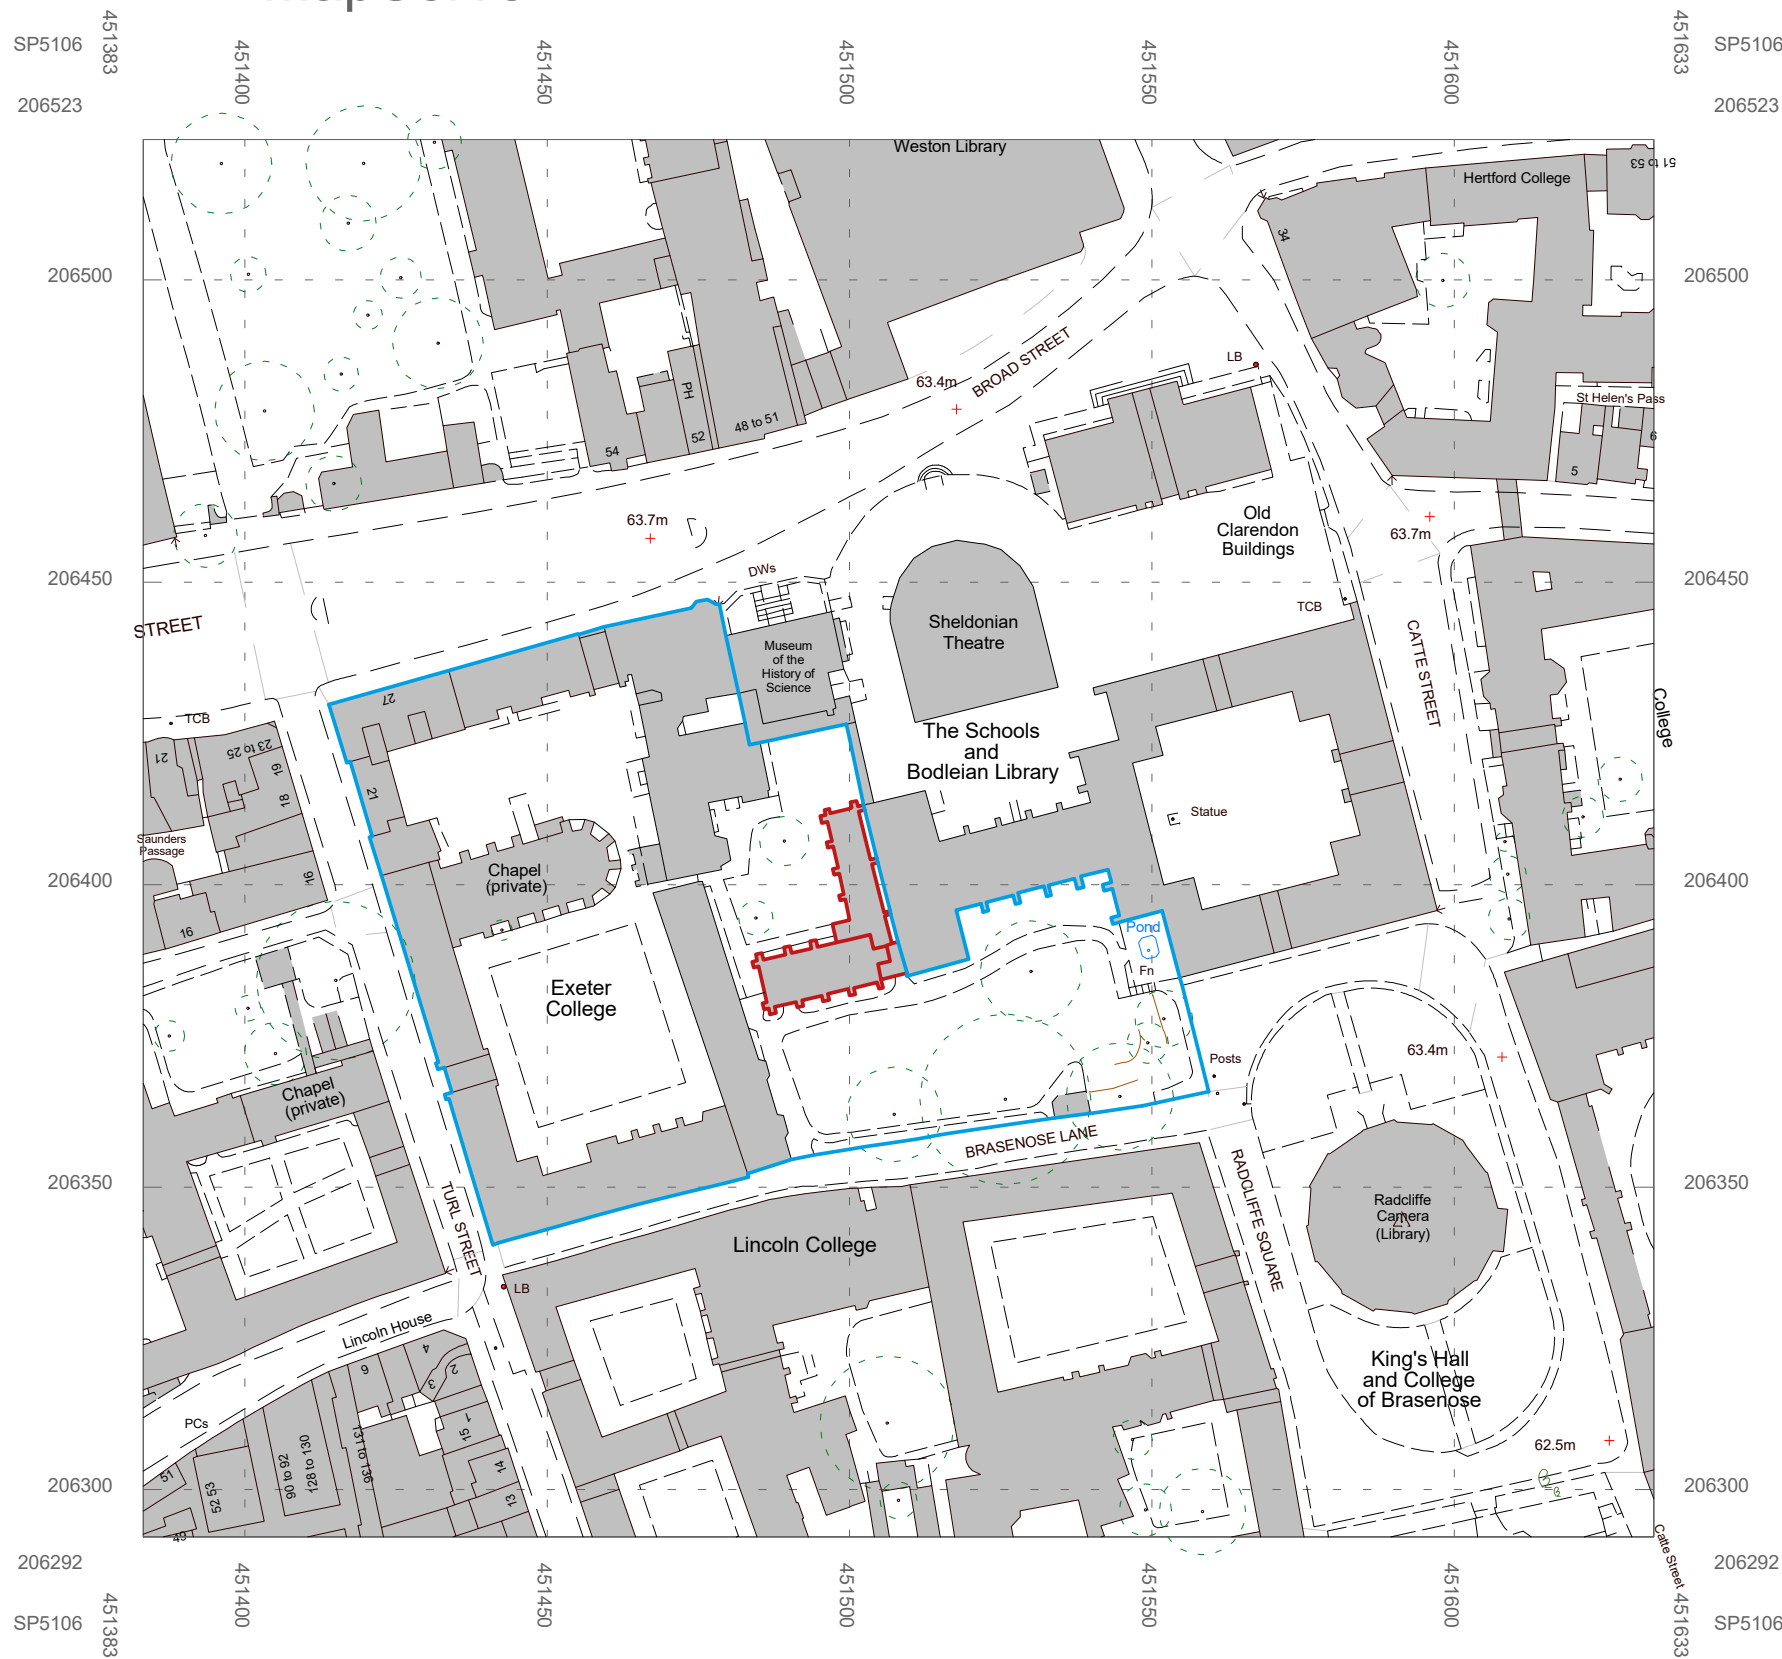 SP5106
451383
451400
451450
451500
451550
451600
451633
SP5106
206523
206523
Weston Library
51 to 53
Hertford College
34
206500
206500
BROAD STREET
LB
63.4m
PH
St Helen's Pass
48 to 51
52
54
6
5
63.7m
Old
Clarendon
Buildings
63.7m
206450
206450
DWs
TCB
STREET
Sheldonian
Theatre
CATTE STREET
Museum
of the
History of
Science
27
TCB
College
23 to 25
21
19
The Schools
and
Bodleian Library
21
18
Statue
Saunders
Passage
Chapel
(private)
16
206400
206400
16
Pond
Fn
Exeter
College
63.4m
Posts
Chapel
(private)
BRASENOSE LANE
206350
206350
TURL STREET
RADCLIFFE SQUARE
Radcliffe
Camera
(Library)
Lincoln College
LB
Lincoln House
4
6
2
3
King's Hall
and College
of Brasenose
PCs
15
1
131 to 136
62.5m
128 to 130
90 to 92
51
52 53
14
13
206300
206300
49
Catte Street
206292
206292
SP5106
451383
451400
451450
451500
451550
451600
451633
SP5106